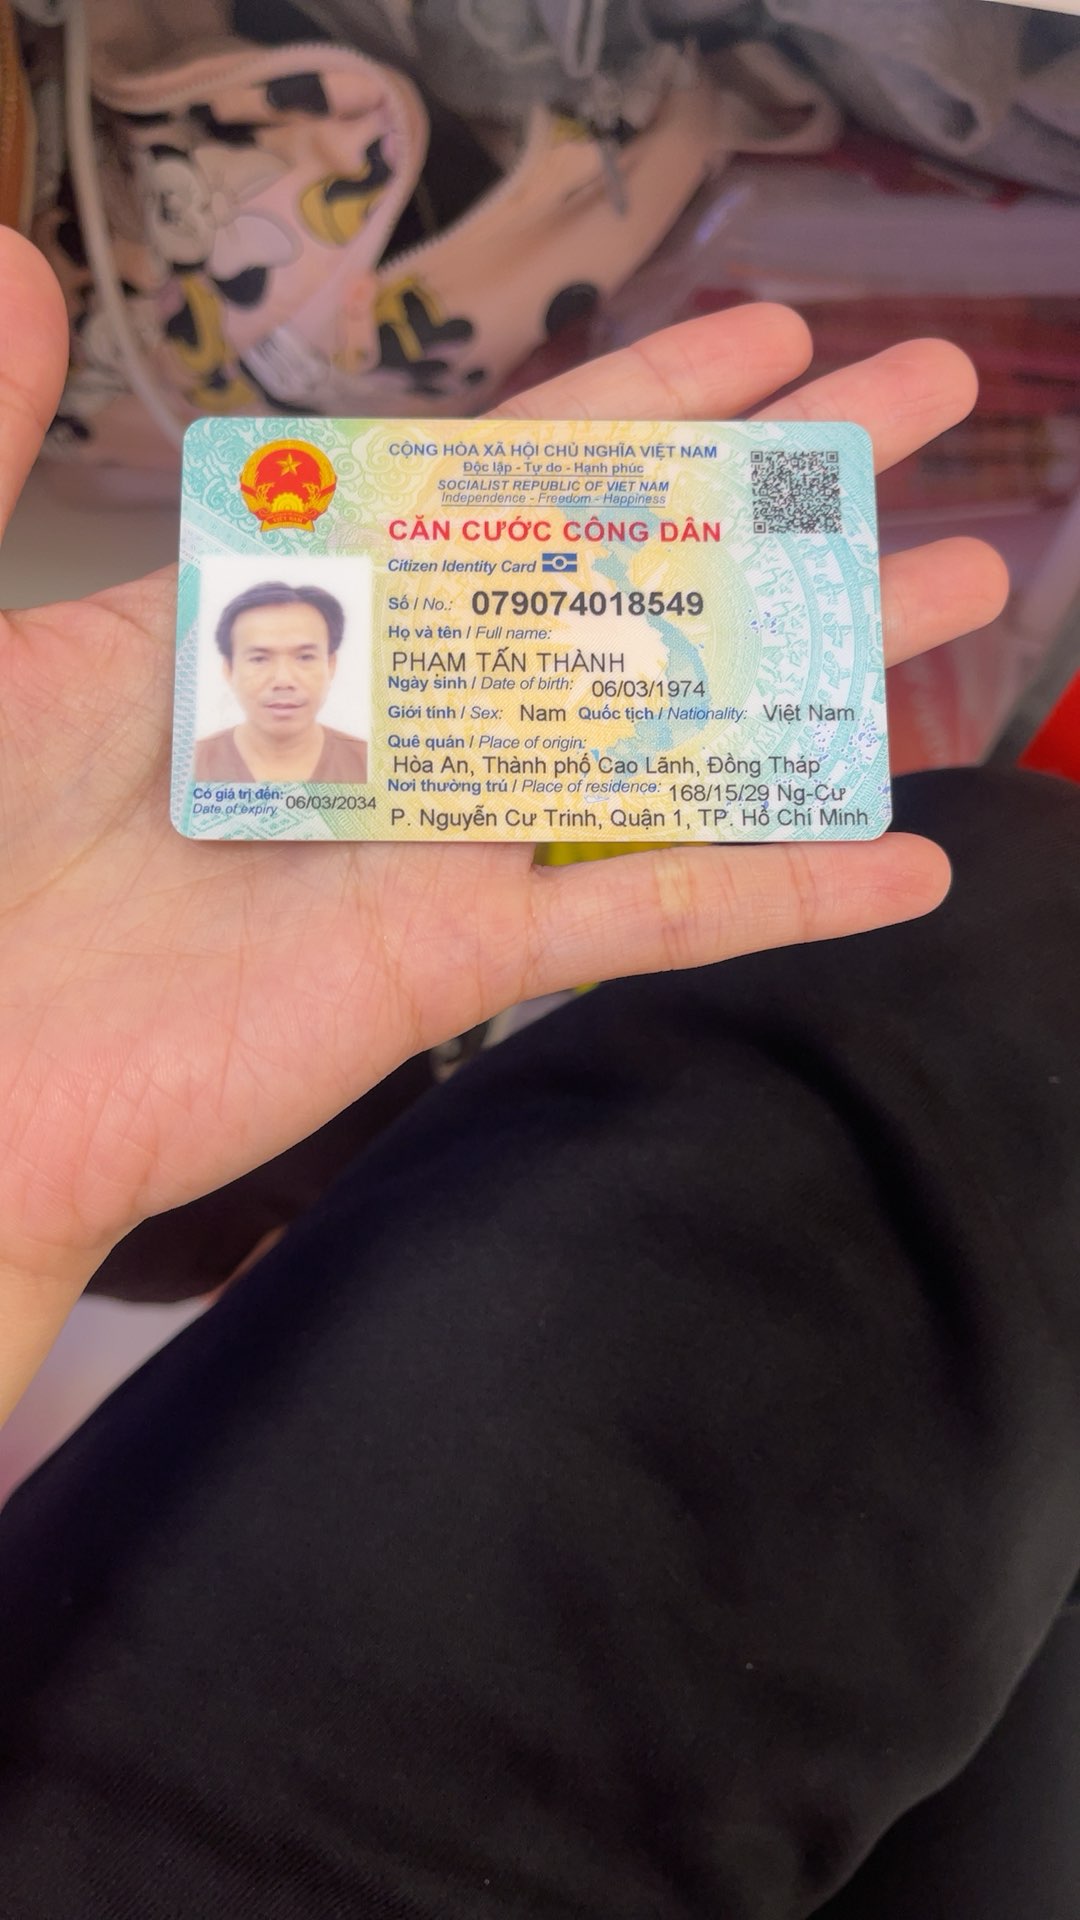 CỘNG HÒA XÃ HỘI CHỦ NGHĨA VIỆT NAM
Độc lập - Tự do - Hạnh phúc
SOCIALIST REPUBLIC OF VIET NAM
Independence - Freedom - Happiness
CĂN CƯỚC CÔNG DÂN
Citizen Identity Card
Số / No.: 079074018549
Họ và tên / Full name:
PHẠM TẤN THÀNH
Ngày sinh / Date of birth: 06/03/1974
Giới tính / Sex: Nam Quốc tịch / Nationality: Việt Nam
Quê quán / Place of origin:
Hòa An, Thành phố Cao Lãnh, Đồng Tháp
Nơi thường trú / Place of residence: 168/15/29 Ng-Cư
P. Nguyễn Cư Trinh, Quận 1, TP. Hồ Chí Minh
Có giá trị đến: 06/03/2034
Date of expiry
VIỆT NAM